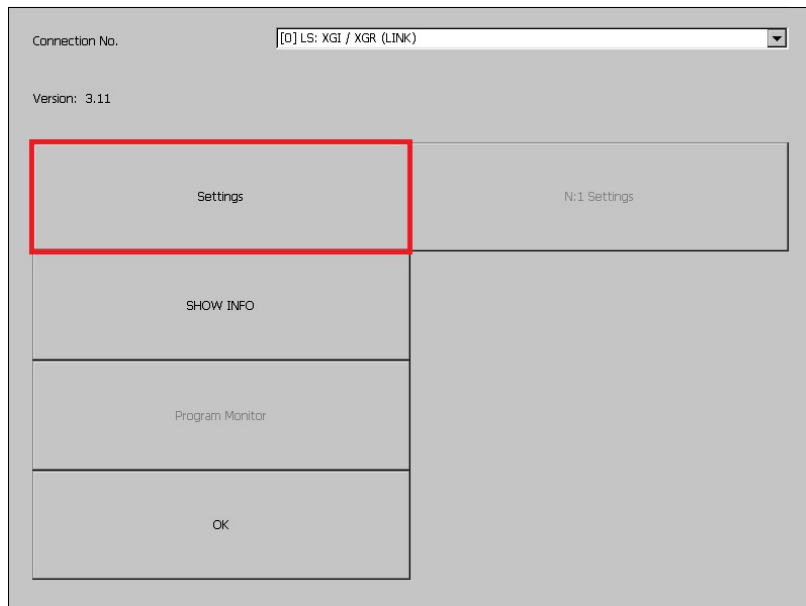 Connection No.
[0] LS: XGI / XGR (LINK)
Version: 3.11
Settings
N:1 Settings
SHOW INFO
Program Monitor
OK